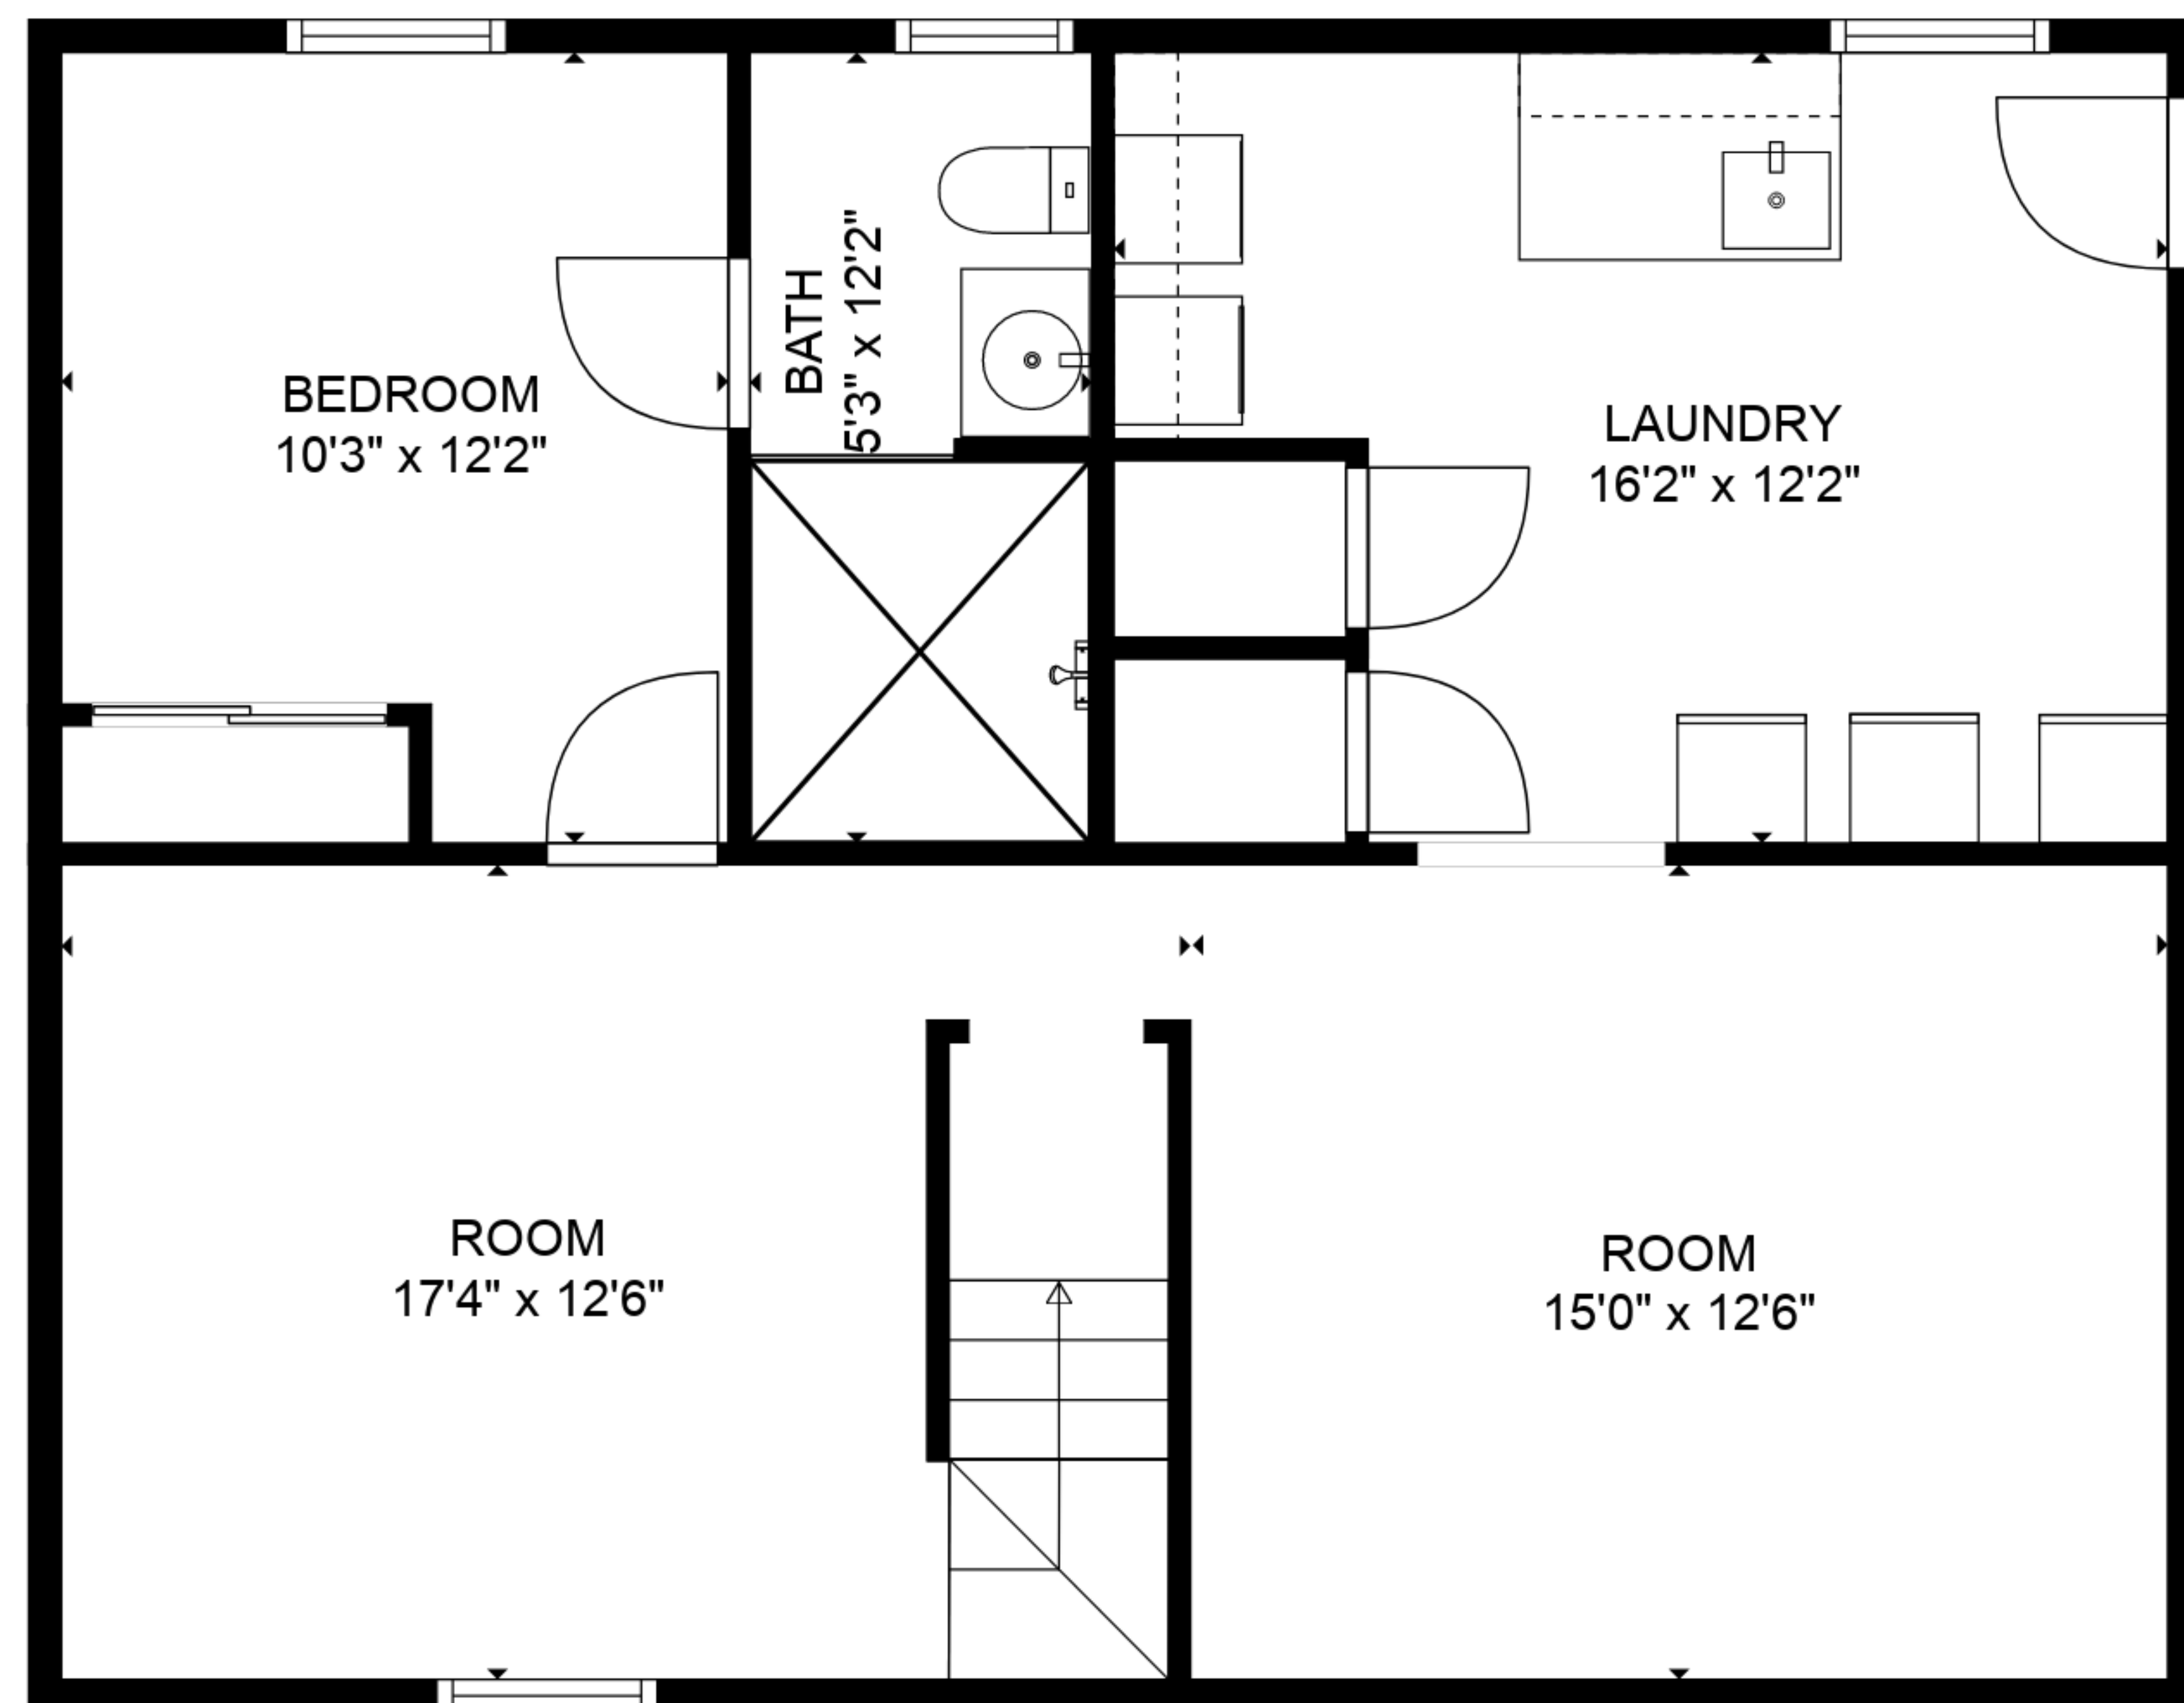 BEDROOM
10'3" x 12'2"
BATH
5'3" x 12'2"
LAUNDRY
16'2" x 12'2"
ROOM
17'4" x 12'6"
ROOM
15'0" x 12'6"